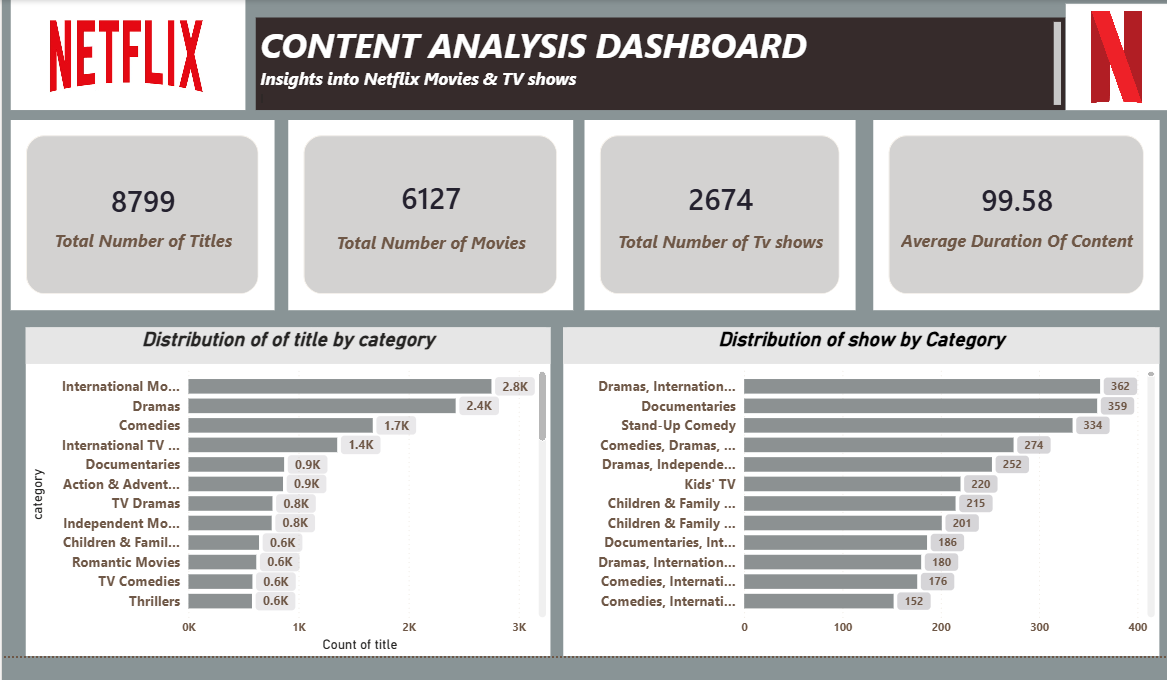 NETFLIX
CONTENT ANALYSIS DASHBOARD
Insights into Netflix Movies & TV shows
N
8799
Total Number of Titles
6127
Total Number of Movies
2674
Total Number of Tv shows
99.58
Average Duration Of Content
Distribution of of title by category
category
International Mo... 2.8K
Dramas 2.4K
Comedies 1.7K
International TV ... 1.4K
Documentaries 0.9K
Action & Advent... 0.9K
TV Dramas 0.8K
Independent Mo... 0.8K
Children & Famil... 0.6K
Romantic Movies 0.6K
TV Comedies 0.6K
Thrillers 0.6K
0K 1K 2K 3K
Count of title
Distribution of show by Category
Dramas, Internation... 362
Documentaries 359
Stand-Up Comedy 334
Comedies, Dramas, ... 274
Dramas, Independe... 252
Kids' TV 220
Children & Family ... 215
Children & Family ... 201
Documentaries, Int... 186
Dramas, Internation... 180
Comedies, Internati... 176
Comedies, Internati... 152
0 100 200 300 400